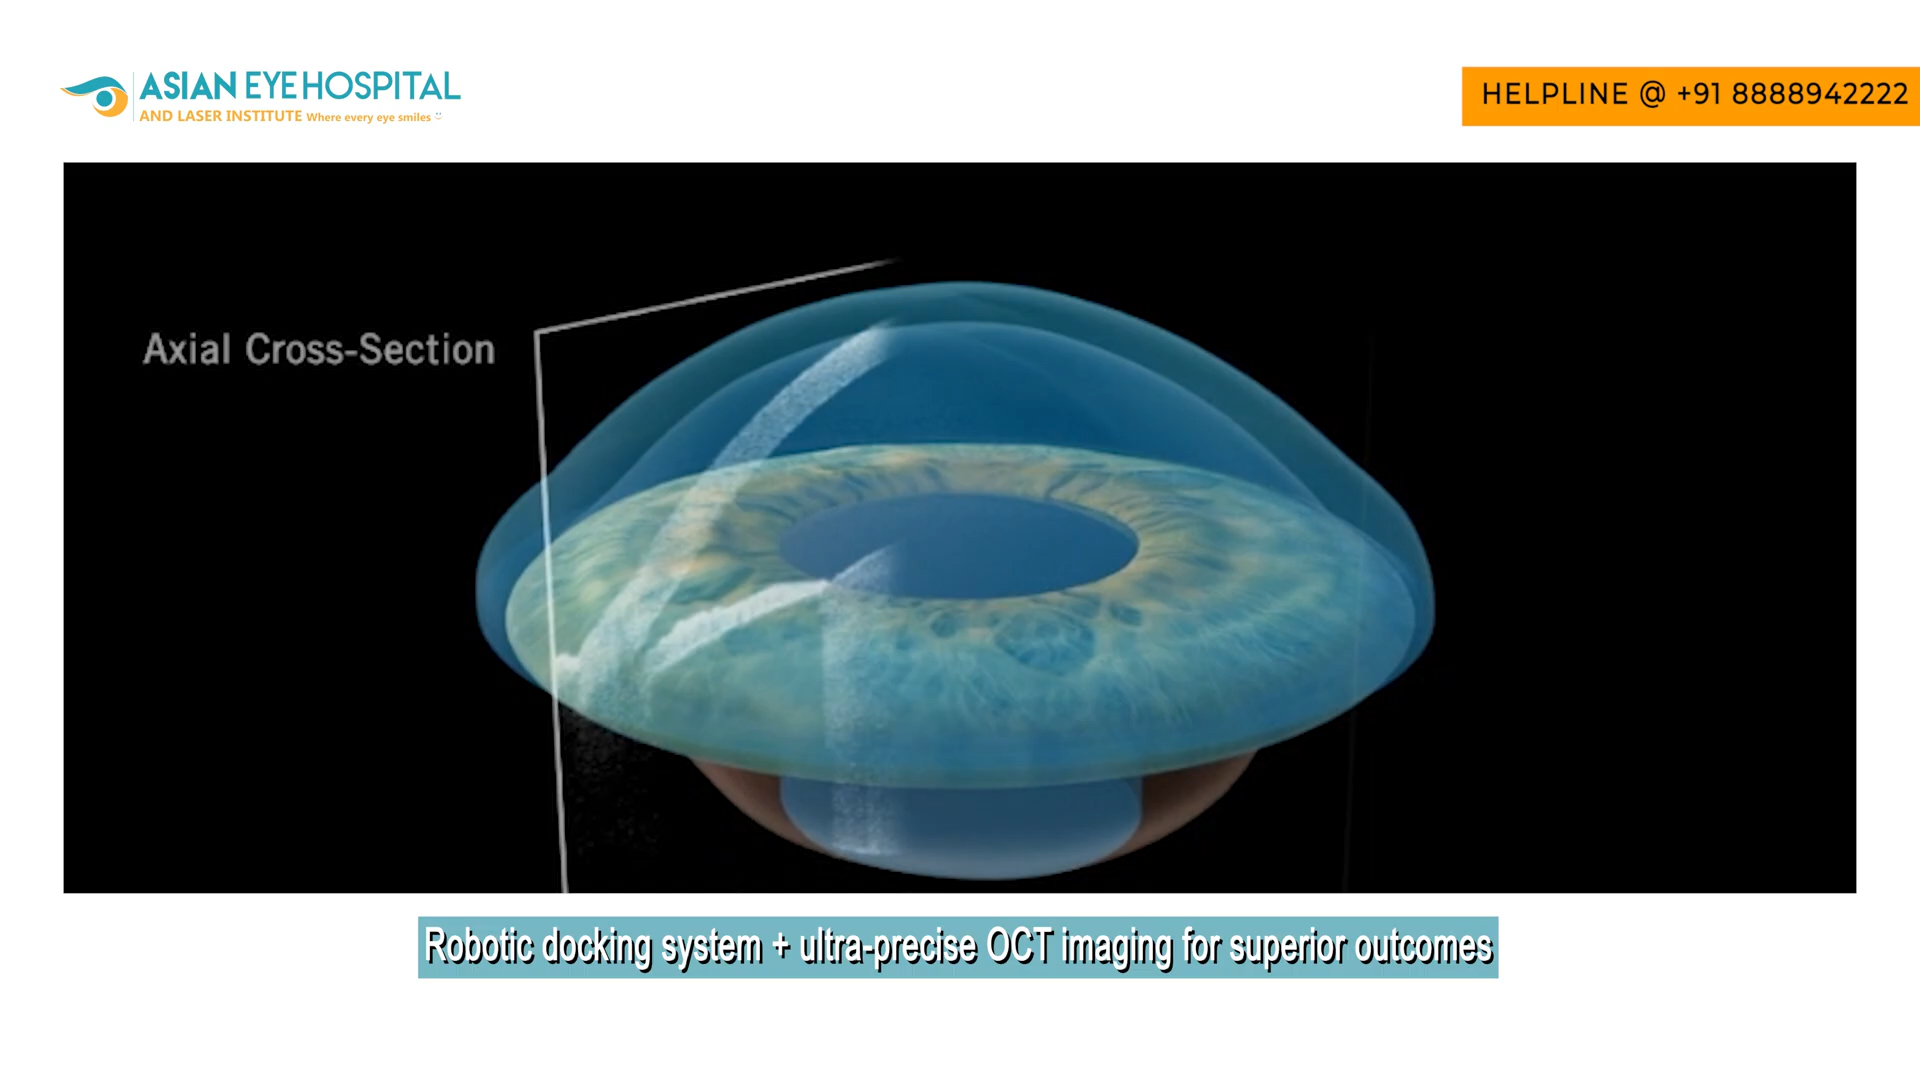 ASIAN EYE HOSPITAL
AND LASER INSTITUTE Where every eye smiles
HELPLINE @ +91 8888942222
Axial Cross-Section
Robotic docking system + ultra-precise OCT imaging for superior outcomes